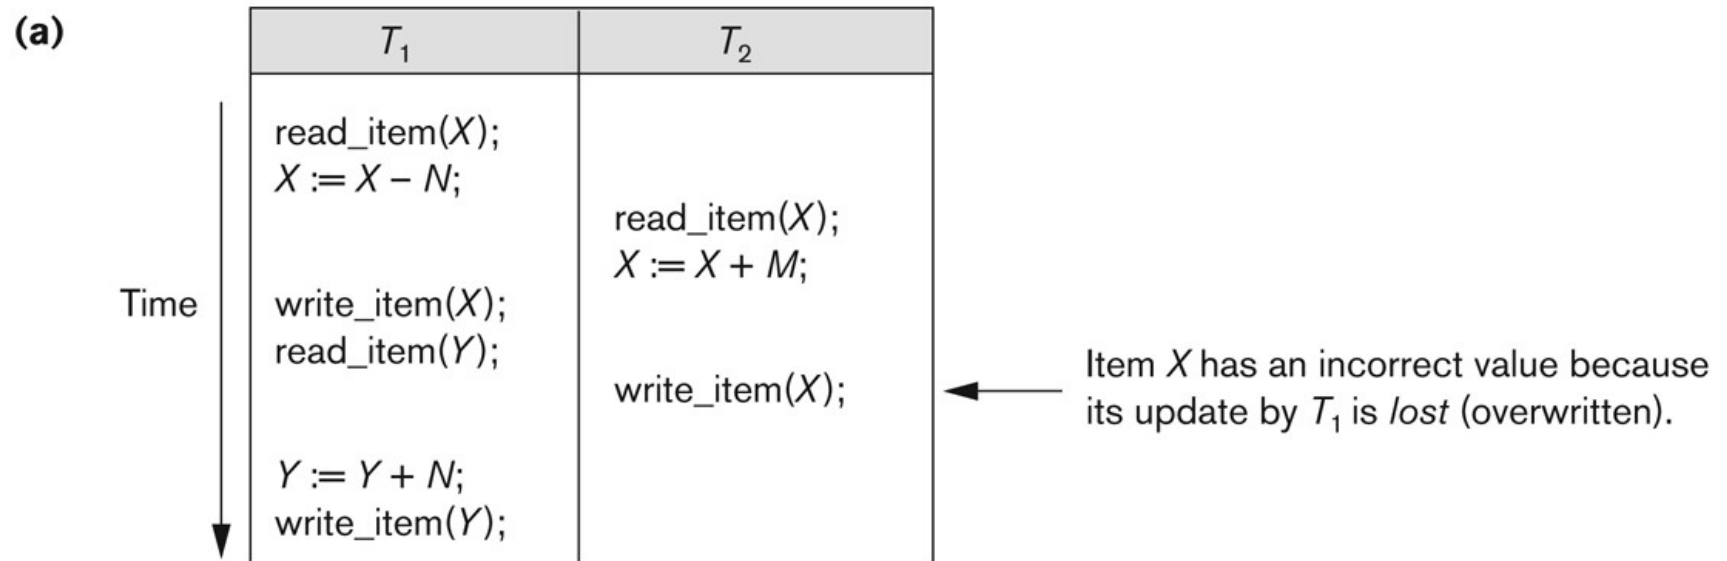 (a)
T1 T2
read_item(X);
X := X – N;
read_item(X);
X := X + M;
Time
write_item(X);
read_item(Y);
write_item(X);
Item X has an incorrect value because
its update by T1 is lost (overwritten).
Y := Y + N;
write_item(Y);